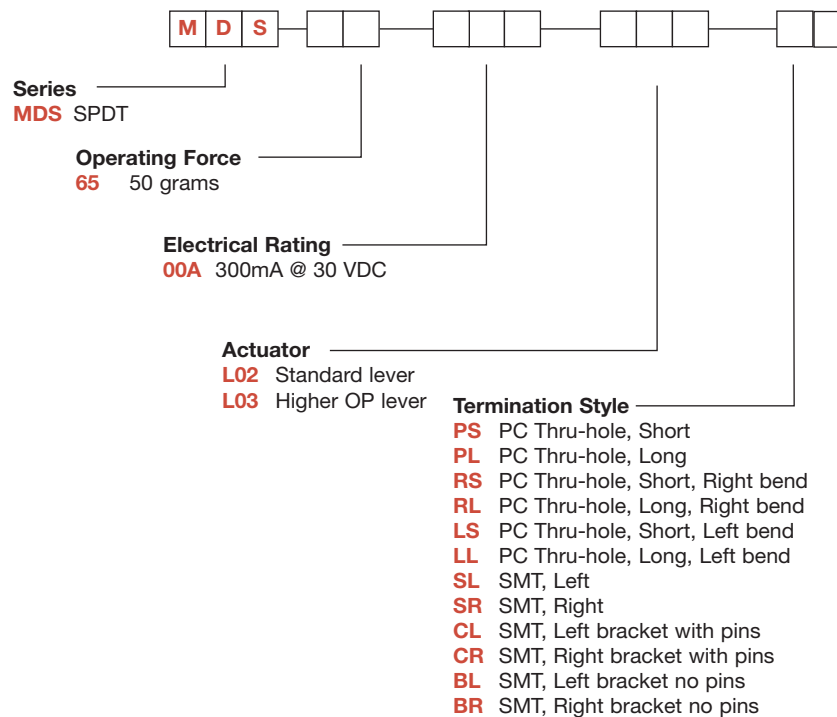 M D S
Series
MDS SPDT
Operating Force
65 50 grams
Electrical Rating
00A 300mA @ 30 VDC
Actuator
L02 Standard lever
L03 Higher OP lever
Termination Style
PS PC Thru-hole, Short
PL PC Thru-hole, Long
RS PC Thru-hole, Short, Right bend
RL PC Thru-hole, Long, Right bend
LS PC Thru-hole, Short, Left bend
LL PC Thru-hole, Long, Left bend
SL SMT, Left
SR SMT, Right
CL SMT, Left bracket with pins
CR SMT, Right bracket with pins
BL SMT, Left bracket no pins
BR SMT, Right bracket no pins